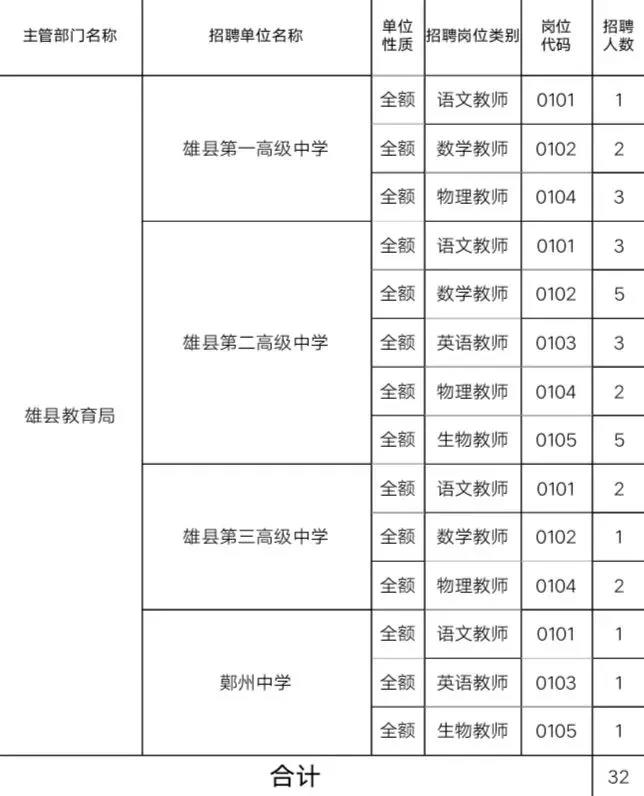 主管部门名称 招聘单位名称 单位性质 招聘岗位类别 岗位代码 招聘人数
雄县教育局 雄县第一高级中学 全额 语文教师 0101 1
全额 数学教师 0102 2
全额 物理教师 0104 3
雄县第二高级中学 全额 语文教师 0101 3
全额 数学教师 0102 5
全额 英语教师 0103 3
全额 物理教师 0104 2
全额 生物教师 0105 5
雄县第三高级中学 全额 语文教师 0101 2
全额 数学教师 0102 1
全额 物理教师 0104 2
鄚州中学 全额 语文教师 0101 1
全额 英语教师 0103 1
全额 生物教师 0105 1
合计 32